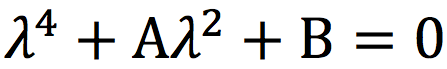 λ⁴ + Aλ² + B = 0